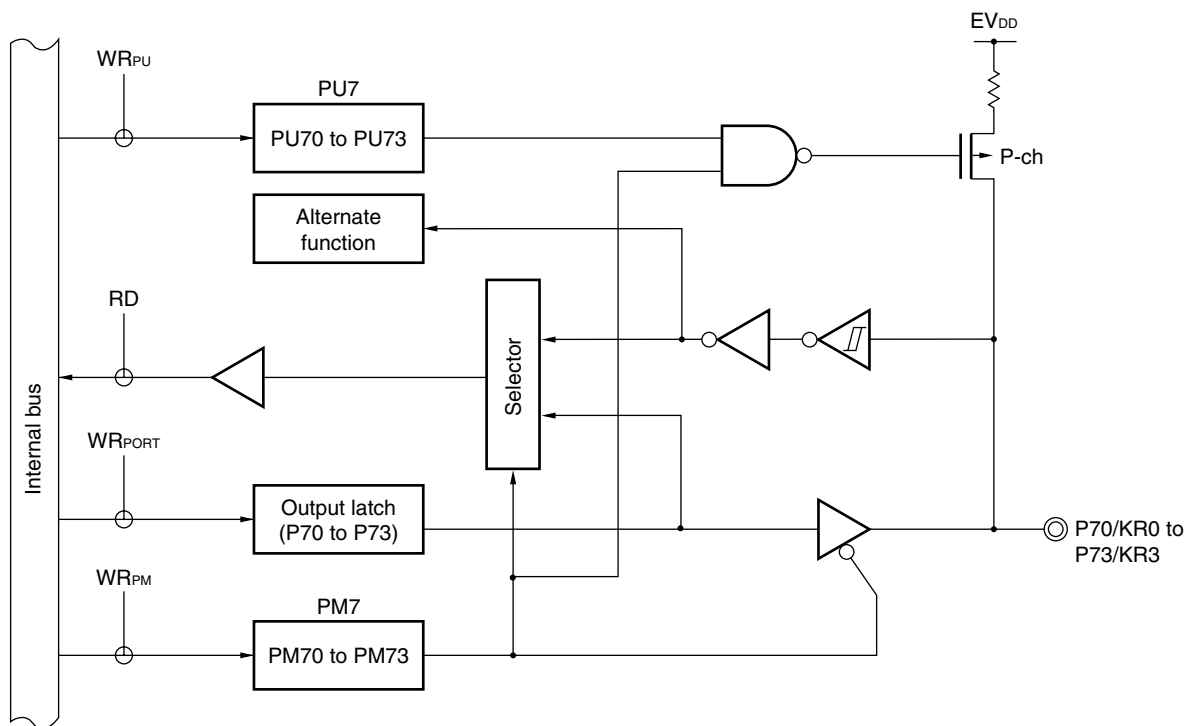 EVDD
WRPU
PU7
PU70 to PU73
P-ch
Alternate
function
RD
Selector
Internal bus
WRPORT
Output latch
(P70 to P73)
P70/KR0 to
P73/KR3
WRPM
PM7
PM70 to PM73